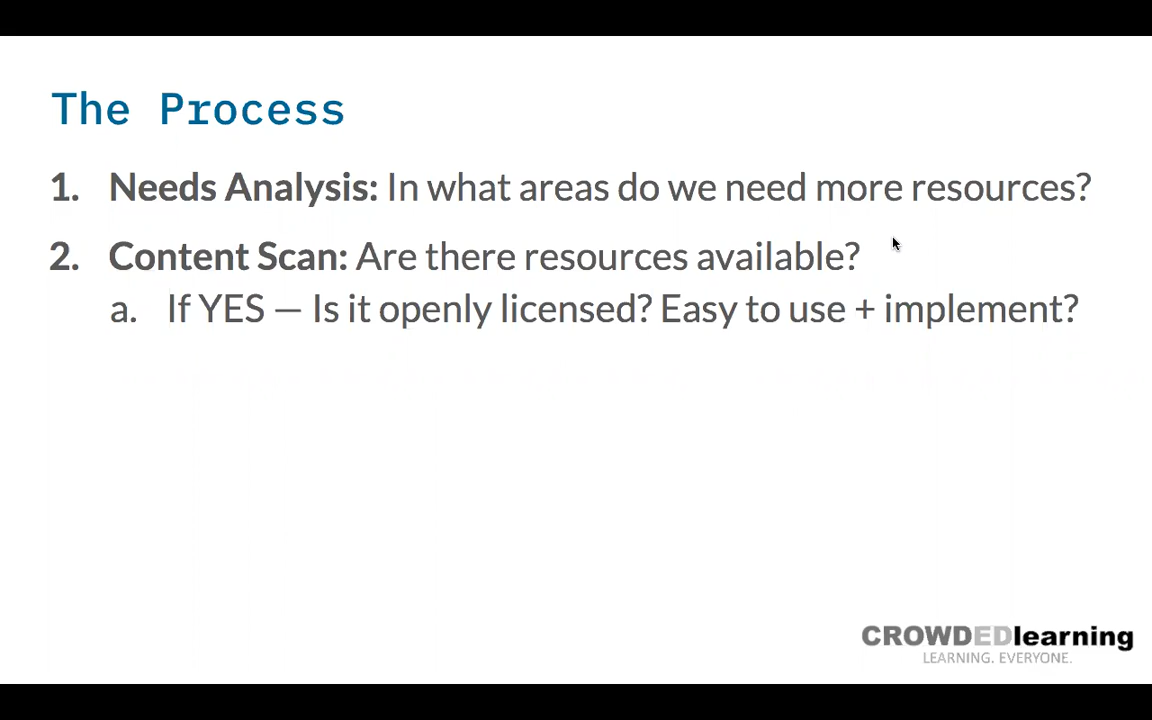 The Process
1. Needs Analysis: In what areas do we need more resources?
2. Content Scan: Are there resources available?
a. If YES — Is it openly licensed? Easy to use + implement?
CROWDEDlearning
LEARNING. EVERYONE.